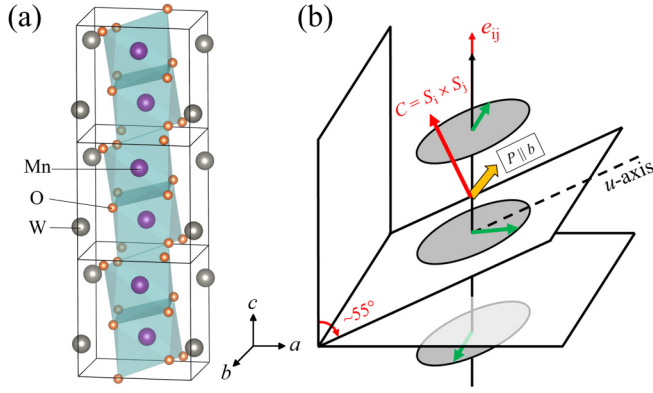 (a)
Mn
O
W
c
a
b
(b)
e_ij
C = S_i × S_j
P ∥ b
u-axis
~55°